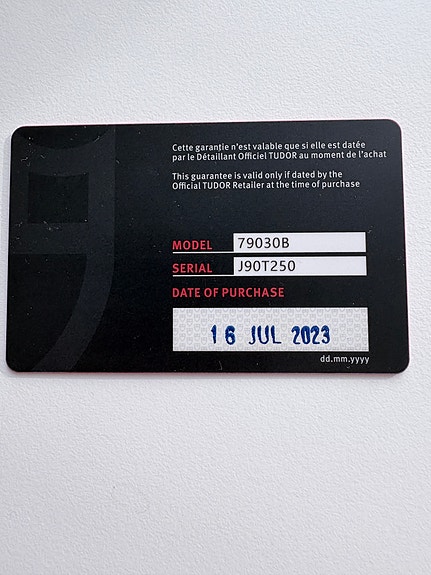 Cette garantie n'est valable que si elle est datée
par le Détaillant Officiel TUDOR au moment de l'achat
This guarantee is valid only if dated by the
Official TUDOR Retailer at the time of purchase
MODEL 79030B
SERIAL J90T250
DATE OF PURCHASE
16 JUL 2023
dd.mm.yyyy